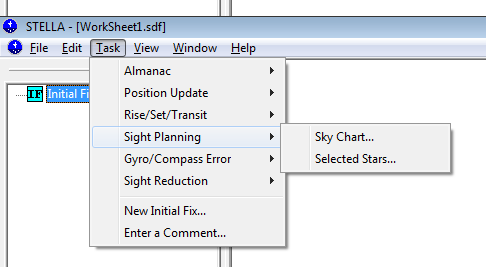 STELLA - [WorkSheet1.sdf]
File Edit Task View Window Help
IF Initial Fix
Almanac
Position Update
Rise/Set/Transit
Sight Planning
Sky Chart...
Selected Stars...
Gyro/Compass Error
Sight Reduction
New Initial Fix...
Enter a Comment...